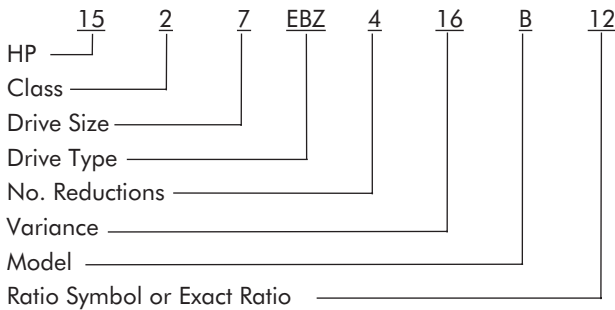 15 2 7 EBZ 4 16 B 12
HP
Class
Drive Size
Drive Type
No. Reductions
Variance
Model
Ratio Symbol or Exact Ratio